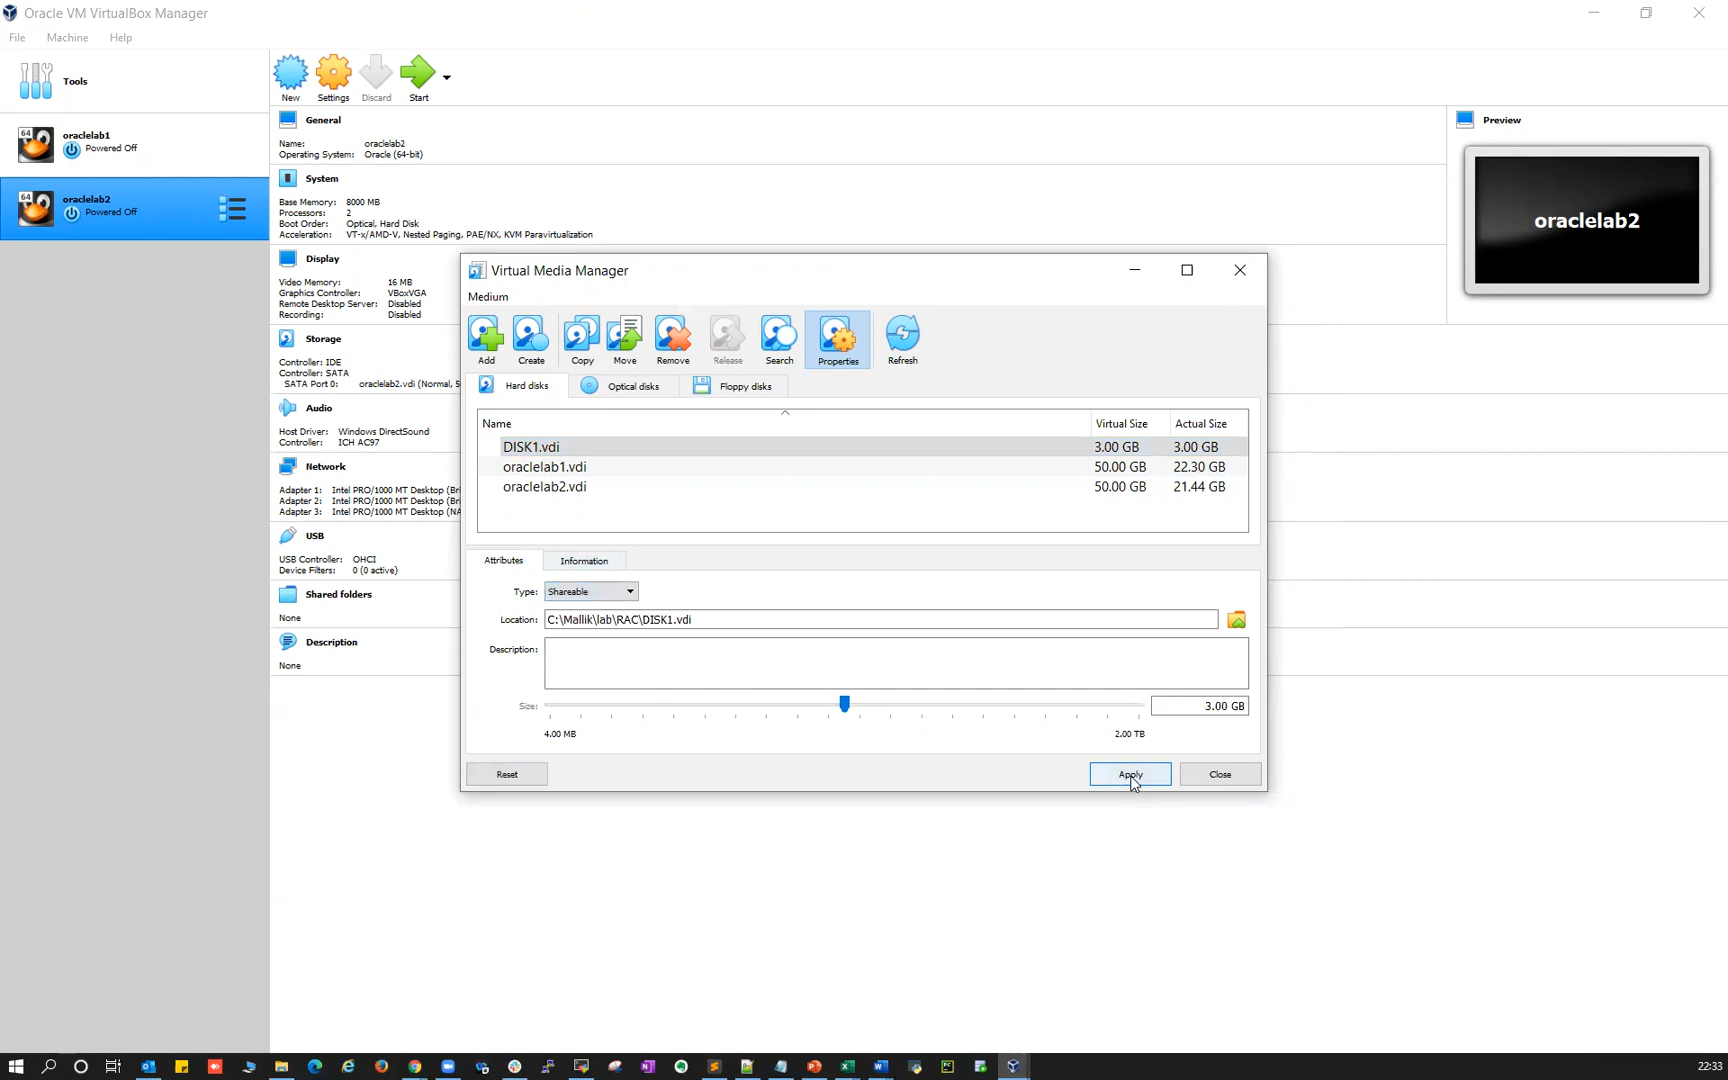 Oracle VM VirtualBox Manager
File Machine Help
Tools
New Settings Discard Start
64 oraclelab1
Powered Off
64 oraclelab2
Powered Off
General
Name: oraclelab2
Operating System: Oracle (64-bit)
System
Base Memory: 8000 MB
Processors: 2
Boot Order: Optical, Hard Disk
Acceleration: VT-x/AMD-V, Nested Paging, PAE/NX, KVM Paravirtualization
Display
Video Memory: 16 MB
Graphics Controller: VBoxVGA
Remote Desktop Server: Disabled
Recording: Disabled
Storage
Controller: IDE
Controller: SATA
SATA Port 0: oraclelab2.vdi (Normal, 5
Audio
Host Driver: Windows DirectSound
Controller: ICH AC97
Network
Adapter 1: Intel PRO/1000 MT Desktop (Bri
Adapter 2: Intel PRO/1000 MT Desktop (Bri
Adapter 3: Intel PRO/1000 MT Desktop (NA
USB
USB Controller: OHCI
Device Filters: 0 (0 active)
Shared folders
None
Description
None
Preview
oraclelab2
Virtual Media Manager
Medium
Add Create Copy Move Remove Release Search Properties Refresh
Hard disks Optical disks Floppy disks
Name Virtual Size Actual Size
DISK1.vdi 3.00 GB 3.00 GB
oraclelab1.vdi 50.00 GB 22.30 GB
oraclelab2.vdi 50.00 GB 21.44 GB
Attributes Information
Type: Shareable
Location: C:\Mallik\lab\RAC\DISK1.vdi
Description:
Size: 3.00 GB
4.00 MB 2.00 TB
Reset Apply Close
22:33